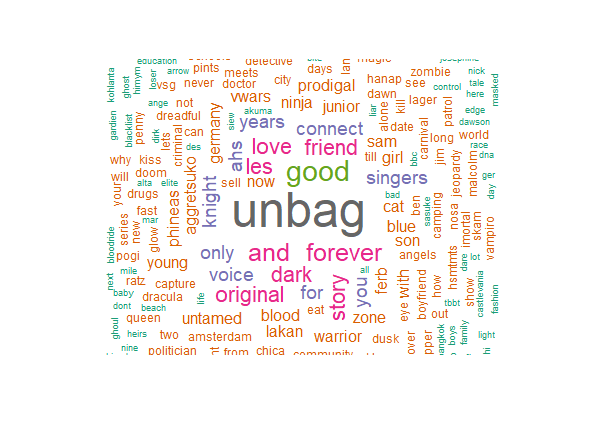 education
detective
zombie
nick
kohlanta
ghost
himym
loser
arrow
pints
meets
days
magic
tale
vsg
never
doctor
city
prodigal
hanap
see
control
here
masked
ange
not
vwars
ninja
junior
dawn
kill
lager
patrol
edge
garden
blacklist
penny
dirk
dreadful
akuma
liar
alone
dawson
lets
criminal
can
germany
siew
years
connect
a
date
carnival
long
world
why
kiss
des
ahs
love
friend
sam
bbc
jim
race
dna
will
doom
aggretsuko
les
good
till
girl
jeopardy
malcolm
your
alta
elite
sell
now
singers
ger
day
drugs
knight
unbag
bad
cat
ben
sasuke
camping
nosa
imortal
skam
vampiro
series
new
fast
mar
glow
phineas
blue
son
pogi
only
and
forever
angels
hsmtmts
dare
lot
bloodride
next
mile
young
voice
dark
all
ferb
with
how
tbbt
show
castlevania
ratz
capture
original
for
story
you
eye
boyfriend
out
fashion
baby
dracula
life
eat
dont
beach
queen
untamed
blood
zone
ghoul
heirs
two
amsterdam
lakan
warrior
dusk
over
boys
family
light
nine
politician
from
chica
community
hi